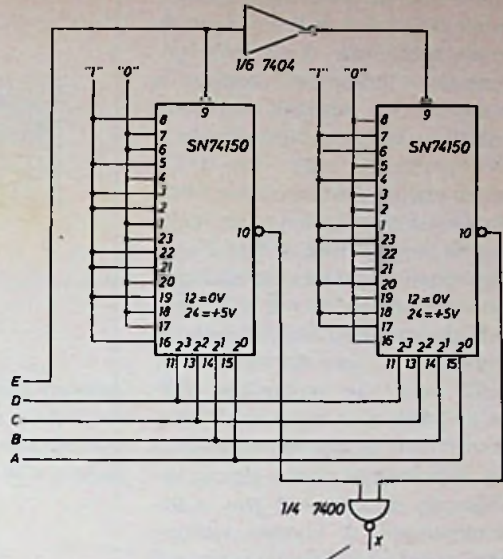 1/6 7404
"1" "0"
9
SN74150
8
7
6
5
4
3
2
1
23
22
21
20
19
18
17
16
12=0V
24=+5V
10
2³ 2² 2¹ 2⁰
11 13 14 15
"1" "0"
9
SN74150
8
7
6
5
4
3
2
1
23
22
21
20
19
18
17
16
12=0V
24=+5V
10
2³ 2² 2¹ 2⁰
11 13 14 15
E
D
C
B
A
1/4 7400
X